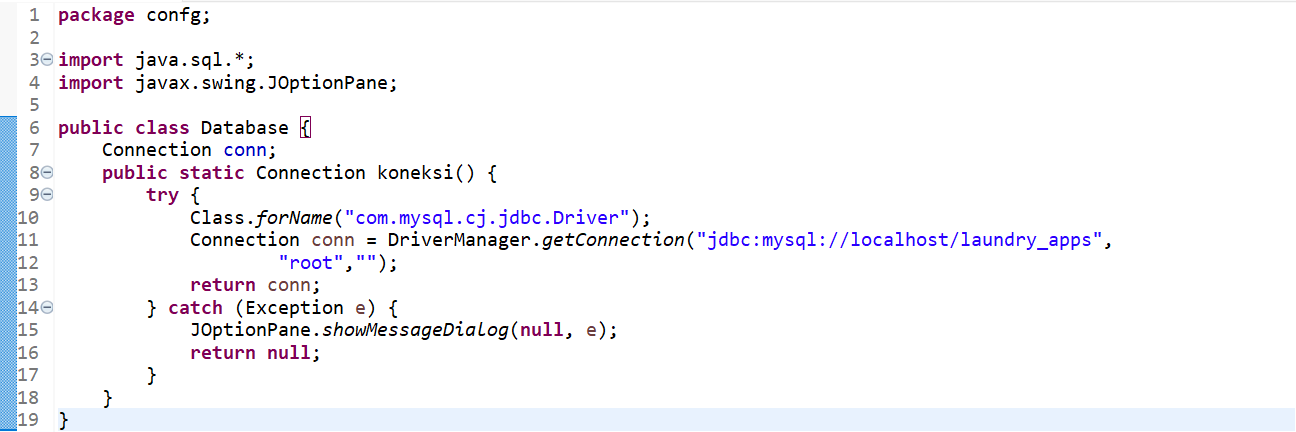 1 package confg;
2
3 import java.sql.*;
4 import javax.swing.JOptionPane;
5
6 public class Database {
7     Connection conn;
8     public static Connection koneksi() {
9         try {
10             Class.forName("com.mysql.cj.jdbc.Driver");
11             Connection conn = DriverManager.getConnection("jdbc:mysql://localhost/laundry_apps",
12                     "root","");
13             return conn;
14         } catch (Exception e) {
15             JOptionPane.showMessageDialog(null, e);
16             return null;
17         }
18     }
19 }